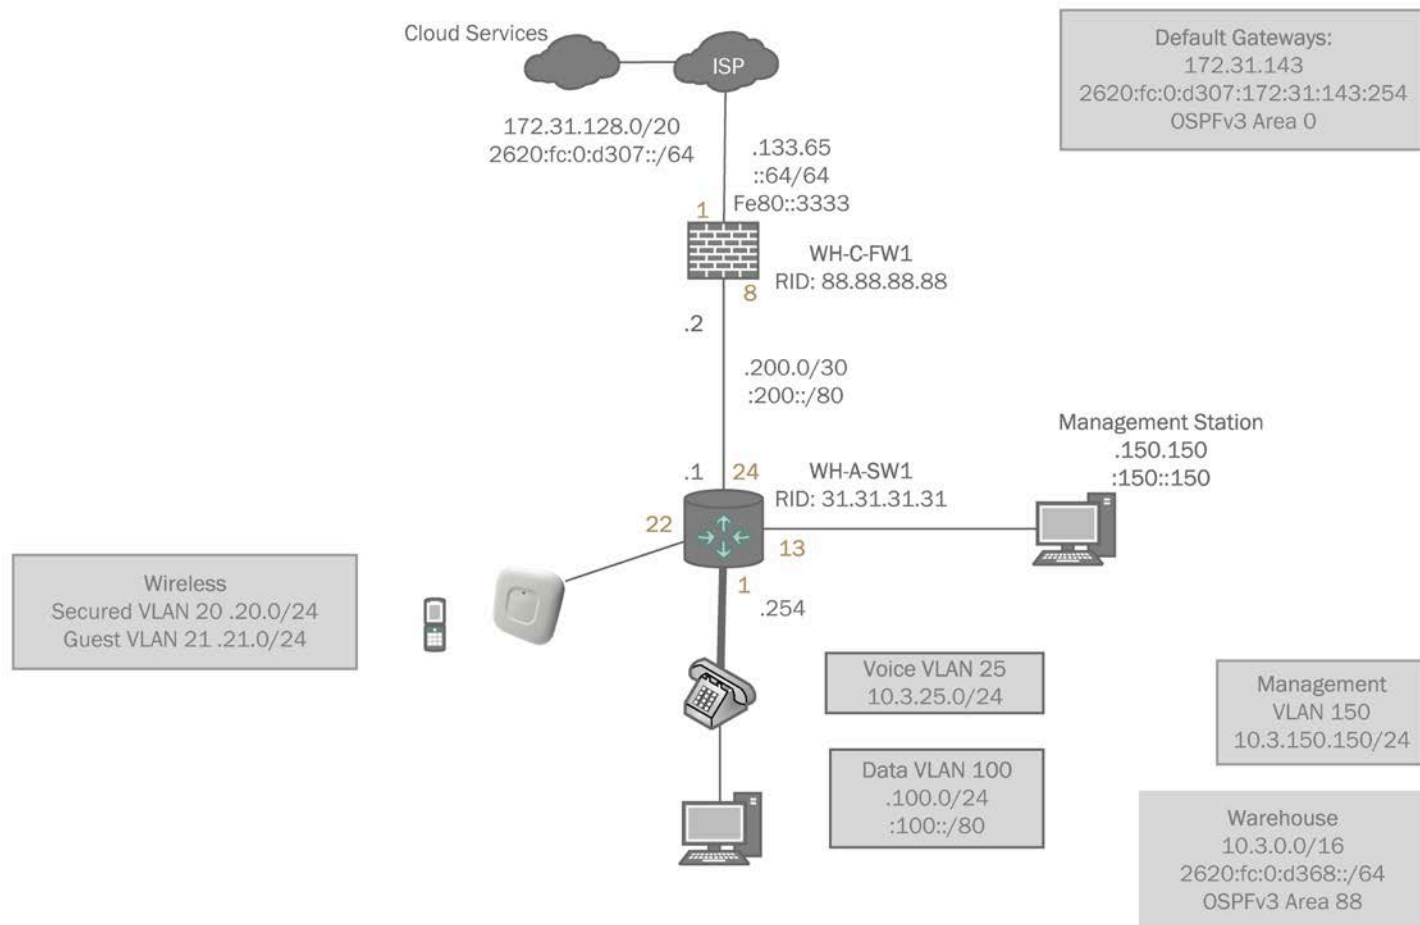 Cloud Services
ISP
Default Gateways:
172.31.143
2620:fc:0:d307:172:31:143:254
OSPFv3 Area 0
172.31.128.0/20
2620:fc:0:d307::/64
.133.65
::64/64
Fe80::3333
1
WH-C-FW1
RID: 88.88.88.88
8
.2
.200.0/30
:200::/80
Management Station
.150.150
:150::150
.1
24
WH-A-SW1
RID: 31.31.31.31
22
13
1
.254
Wireless
Secured VLAN 20 .20.0/24
Guest VLAN 21 .21.0/24
Voice VLAN 25
10.3.25.0/24
Management
VLAN 150
10.3.150.150/24
Data VLAN 100
.100.0/24
:100::/80
Warehouse
10.3.0.0/16
2620:fc:0:d368::/64
OSPFv3 Area 88